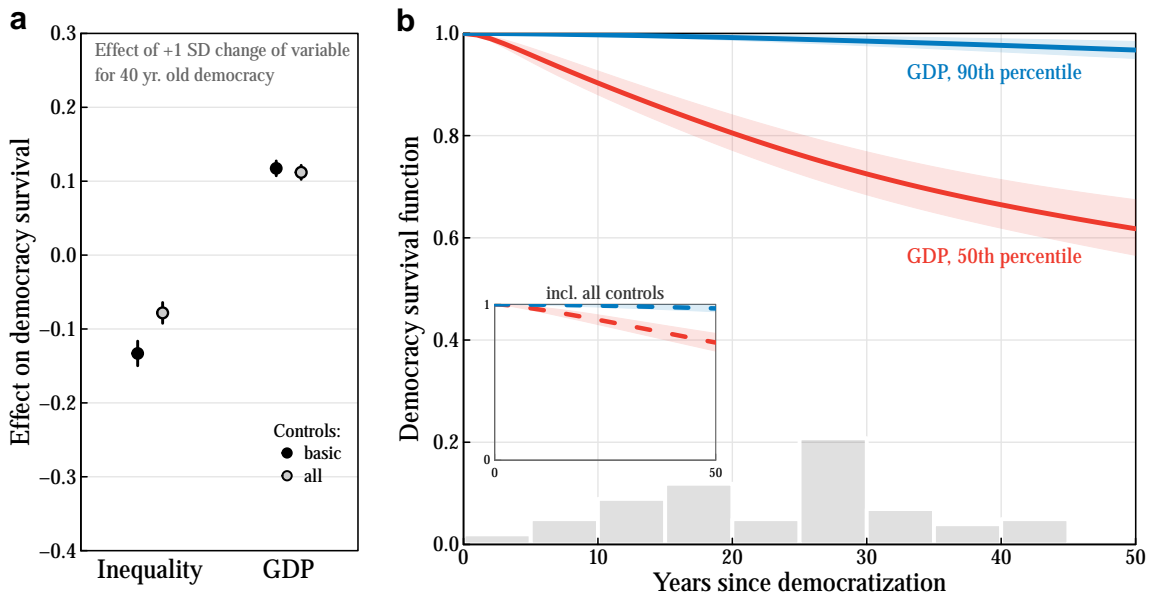 a
Effect on democracy survival
0.3
0.2
0.1
0.0
−0.1
−0.2
−0.3
−0.4
Effect of +1 SD change of variable
for 40 yr. old democracy
Controls:
basic
all
Inequality
GDP
b
Democracy survival function
1.0
0.8
0.6
0.4
0.2
0.0
GDP, 90th percentile
GDP, 50th percentile
incl. all controls
1
0
0
50
0
10
20
30
40
50
Years since democratization